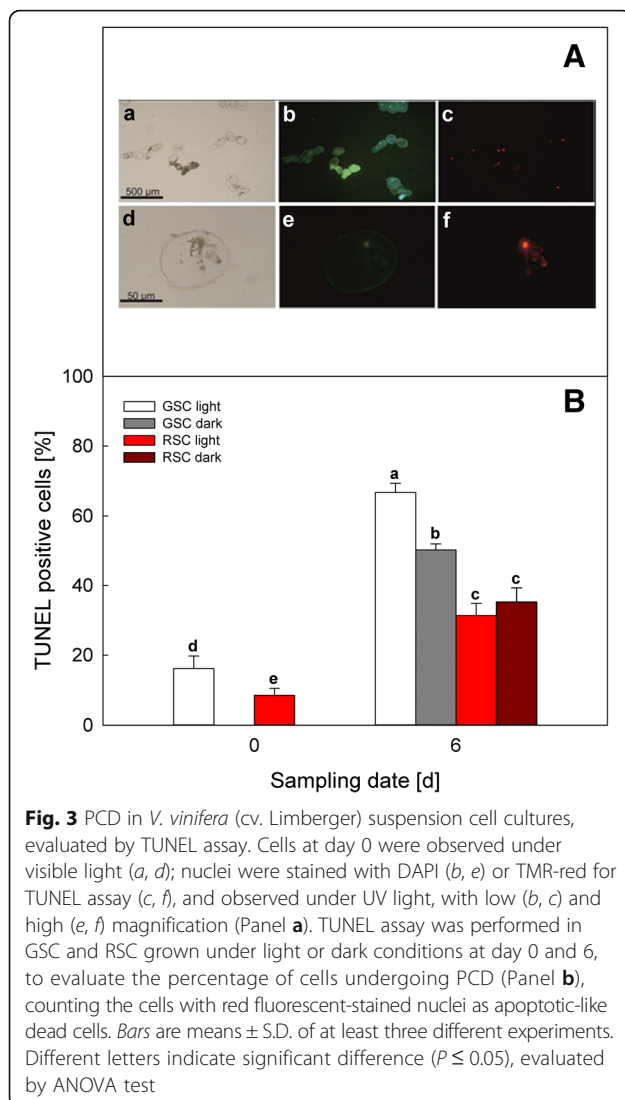 A
a
b
c
500 µm
d
e
f
50 µm
100
80
60
40
20
0
TUNEL positive cells [%]
B
GSC light
GSC dark
RSC light
RSC dark
d
e
a
b
c
c
0
6
Sampling date [d]
Fig. 3 PCD in V. vinifera (cv. Limberger) suspension cell cultures,
evaluated by TUNEL assay. Cells at day 0 were observed under
visible light (a, d); nuclei were stained with DAPI (b, e) or TMR-red for
TUNEL assay (c, f), and observed under UV light, with low (b, c) and
high (e, f) magnification (Panel a). TUNEL assay was performed in
GSC and RSC grown under light or dark conditions at day 0 and 6,
to evaluate the percentage of cells undergoing PCD (Panel b),
counting the cells with red fluorescent-stained nuclei as apoptotic-like
dead cells. Bars are means ± S.D. of at least three different experiments.
Different letters indicate significant difference (P ≤ 0.05), evaluated
by ANOVA test